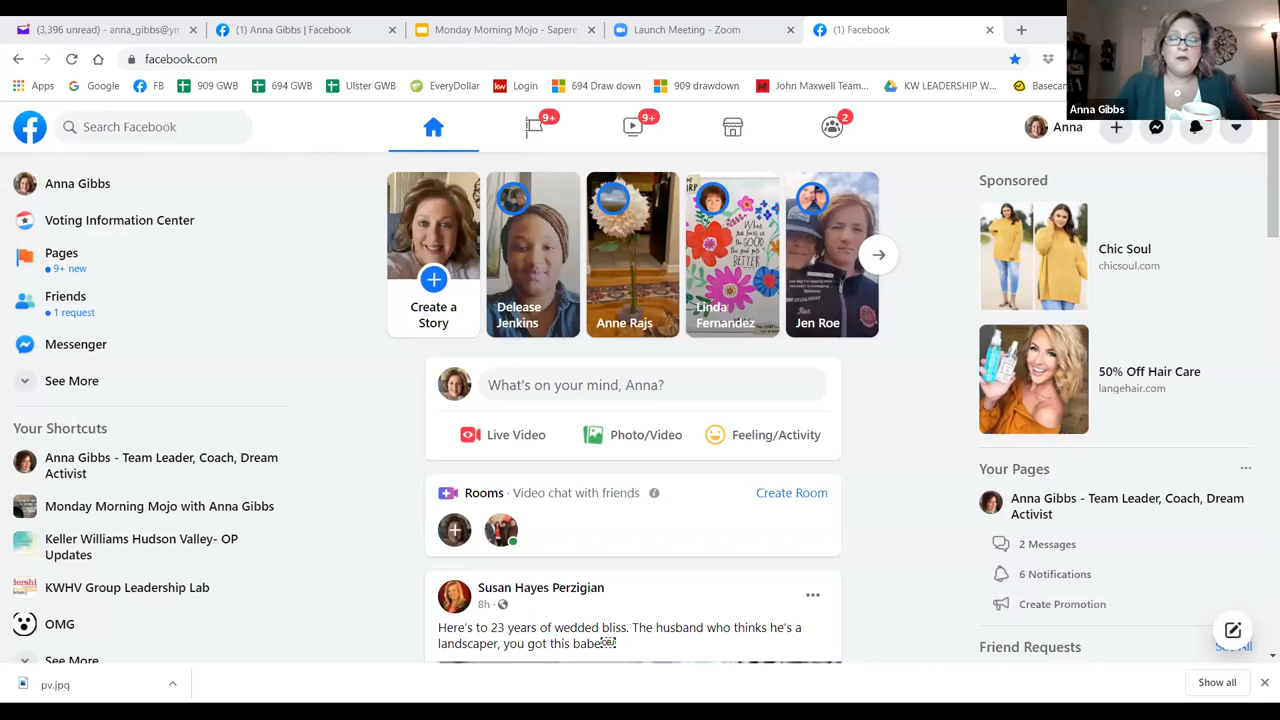 (3,396 unread) - anna_gibbs@yr
(1) Anna Gibbs | Facebook
Monday Morning Mojo - Sapere
Launch Meeting - Zoom
(1) Facebook
facebook.com
Apps
Google
FB
909 GWB
694 GWB
Ulster GWB
EveryDollar
kw
Login
694 Draw down
909 drawdown
John Maxwell Team...
KW LEADERSHIP W...
Basecan
Anna Gibbs
Search Facebook
9+
9+
2
Anna
Anna Gibbs
Voting Information Center
Pages
9+ new
Friends
1 request
Messenger
See More
Your Shortcuts
Anna Gibbs - Team Leader, Coach, Dream
Activist
Monday Morning Mojo with Anna Gibbs
Keller Williams Hudson Valley- OP
Updates
KWHV Group Leadership Lab
OMG
See More
Create a
Story
Delease
Jenkins
Anne Rajs
Linda
Fernandez
Jen Roe
What's on your mind, Anna?
Live Video
Photo/Video
Feeling/Activity
Rooms · Video chat with friends
Create Room
Susan Hayes Perzigian
8h ·
Here's to 23 years of wedded bliss. The husband who thinks he's a
landscaper, you got this babe
Sponsored
Chic Soul
chicsoul.com
50% Off Hair Care
langehair.com
Your Pages
Anna Gibbs - Team Leader, Coach, Dream
Activist
2 Messages
6 Notifications
Create Promotion
Friend Requests
See All
pv.jpg
Show all